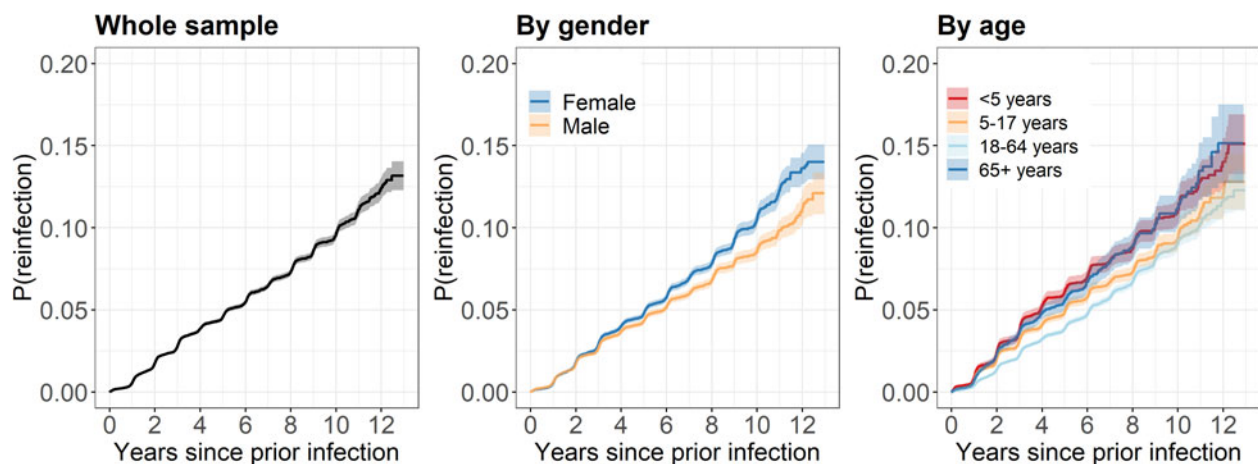 Whole sample
By gender
By age
P(reinfection)
0.20
0.15
0.10
0.05
0.00
0 2 4 6 8 10 12
Years since prior infection
P(reinfection)
0.20
0.15
0.10
0.05
0.00
Female
Male
0 2 4 6 8 10 12
Years since prior infection
P(reinfection)
0.20
0.15
0.10
0.05
0.00
<5 years
5-17 years
18-64 years
65+ years
0 2 4 6 8 10 12
Years since prior infection